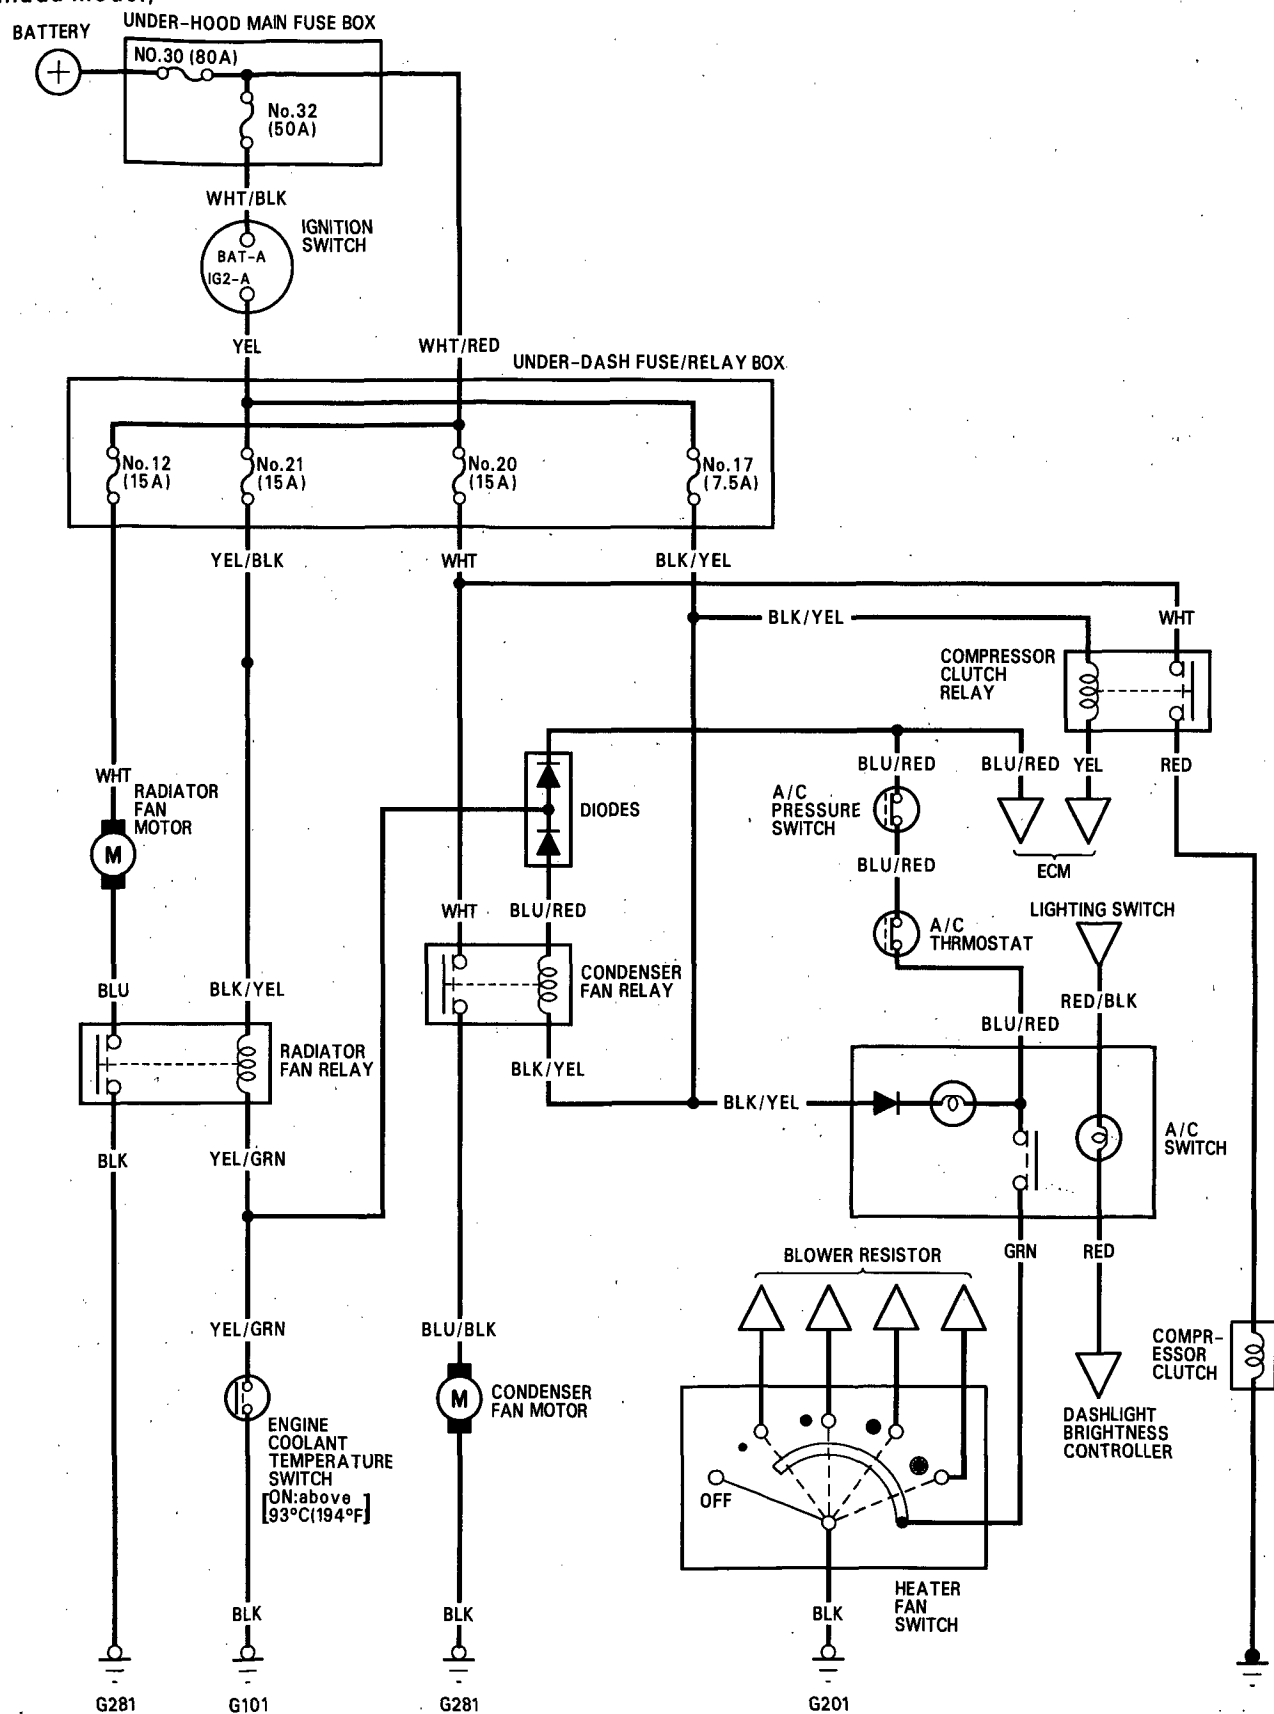 UNDER-HOOD MAIN FUSE BOX
BATTERY
+
NO.30 (80A)
No.32
(50A)
WHT/BLK
IGNITION
SWITCH
BAT-A
IG2-A
YEL
WHT/RED
UNDER-DASH FUSE/RELAY BOX
No.12
(15A)
No.21
(15A)
No.20
(15A)
No.17
(7.5A)
YEL/BLK
WHT
BLK/YEL
BLK/YEL
WHT
COMPRESSOR
CLUTCH
RELAY
BLU/RED
BLU/RED
YEL
RED
WHT
RADIATOR
FAN
MOTOR
M
DIODES
A/C
PRESSURE
SWITCH
BLU/RED
ECM
WHT
BLU/RED
A/C
THRMOSTAT
LIGHTING SWITCH
CONDENSER
FAN RELAY
BLU
BLK/YEL
RED/BLK
BLU/RED
RADIATOR
FAN RELAY
BLK/YEL
BLK/YEL
A/C
SWITCH
BLK
YEL/GRN
GRN
RED
BLOWER RESISTOR
YEL/GRN
BLU/BLK
COMPR-
ESSOR
CLUTCH
M
CONDENSER
FAN MOTOR
DASHLIGHT
BRIGHTNESS
CONTROLLER
ENGINE
COOLANT
TEMPERATURE
SWITCH
[ON:above
93°C(194°F]
OFF
HEATER
FAN
SWITCH
BLK
BLK
BLK
G281
G101
G281
G201